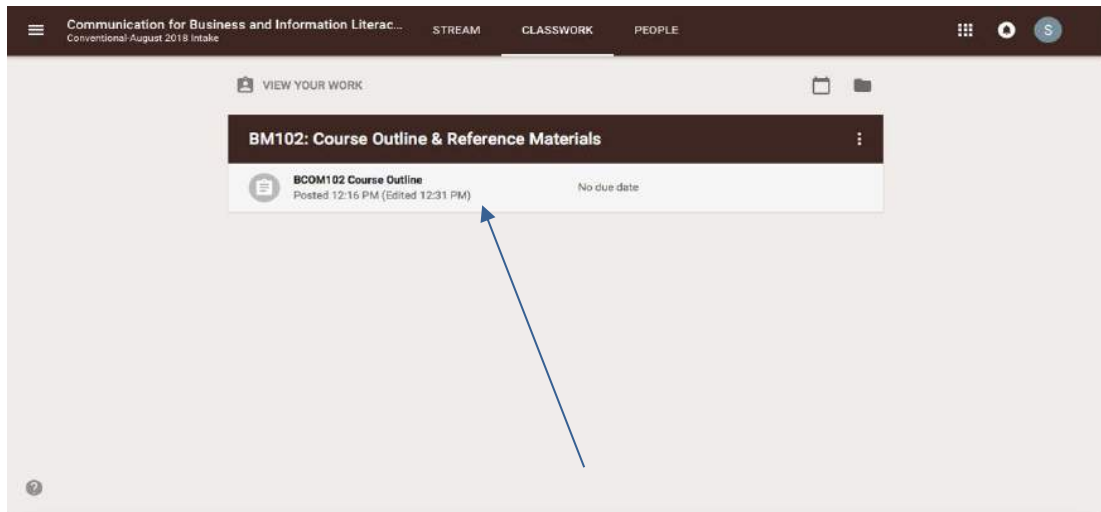 Communication for Business and Information Literac...
Conventional-August 2018 Intake
STREAM
CLASSWORK
PEOPLE
S
VIEW YOUR WORK
BM102: Course Outline & Reference Materials
BCOM102 Course Outline
Posted 12:16 PM (Edited 12:31 PM)
No due date
?